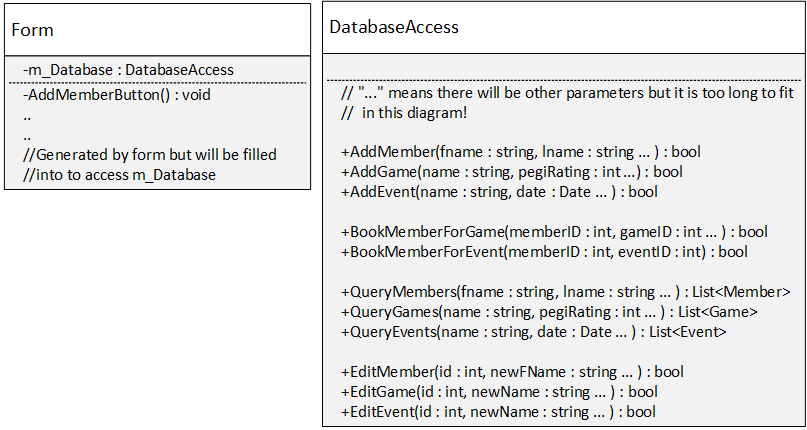 Form
-m_Database : DatabaseAccess
-AddMemberButton() : void
..
..
//Generated by form but will be filled
//into to access m_Database
DatabaseAccess
// "..." means there will be other parameters but it is too long to fit
//  in this diagram!
+AddMember(fname : string, lname : string ... ) : bool
+AddGame(name : string, pegiRating : int ...) : bool
+AddEvent(name : string, date : Date ... ) : bool
+BookMemberForGame(memberID : int, gameID : int ... ) : bool
+BookMemberForEvent(memberID : int, eventID : int) : bool
+QueryMembers(fname : string, lname : string ... ) : List<Member>
+QueryGames(name : string, pegiRating : int ... ) : List<Game>
+QueryEvents(name : string, date : Date ... ) : List<Event>
+EditMember(id : int, newFName : string ... ) : bool
+EditGame(id : int, newName : string ... ) : bool
+EditEvent(id : int, newName : string ... ) : bool